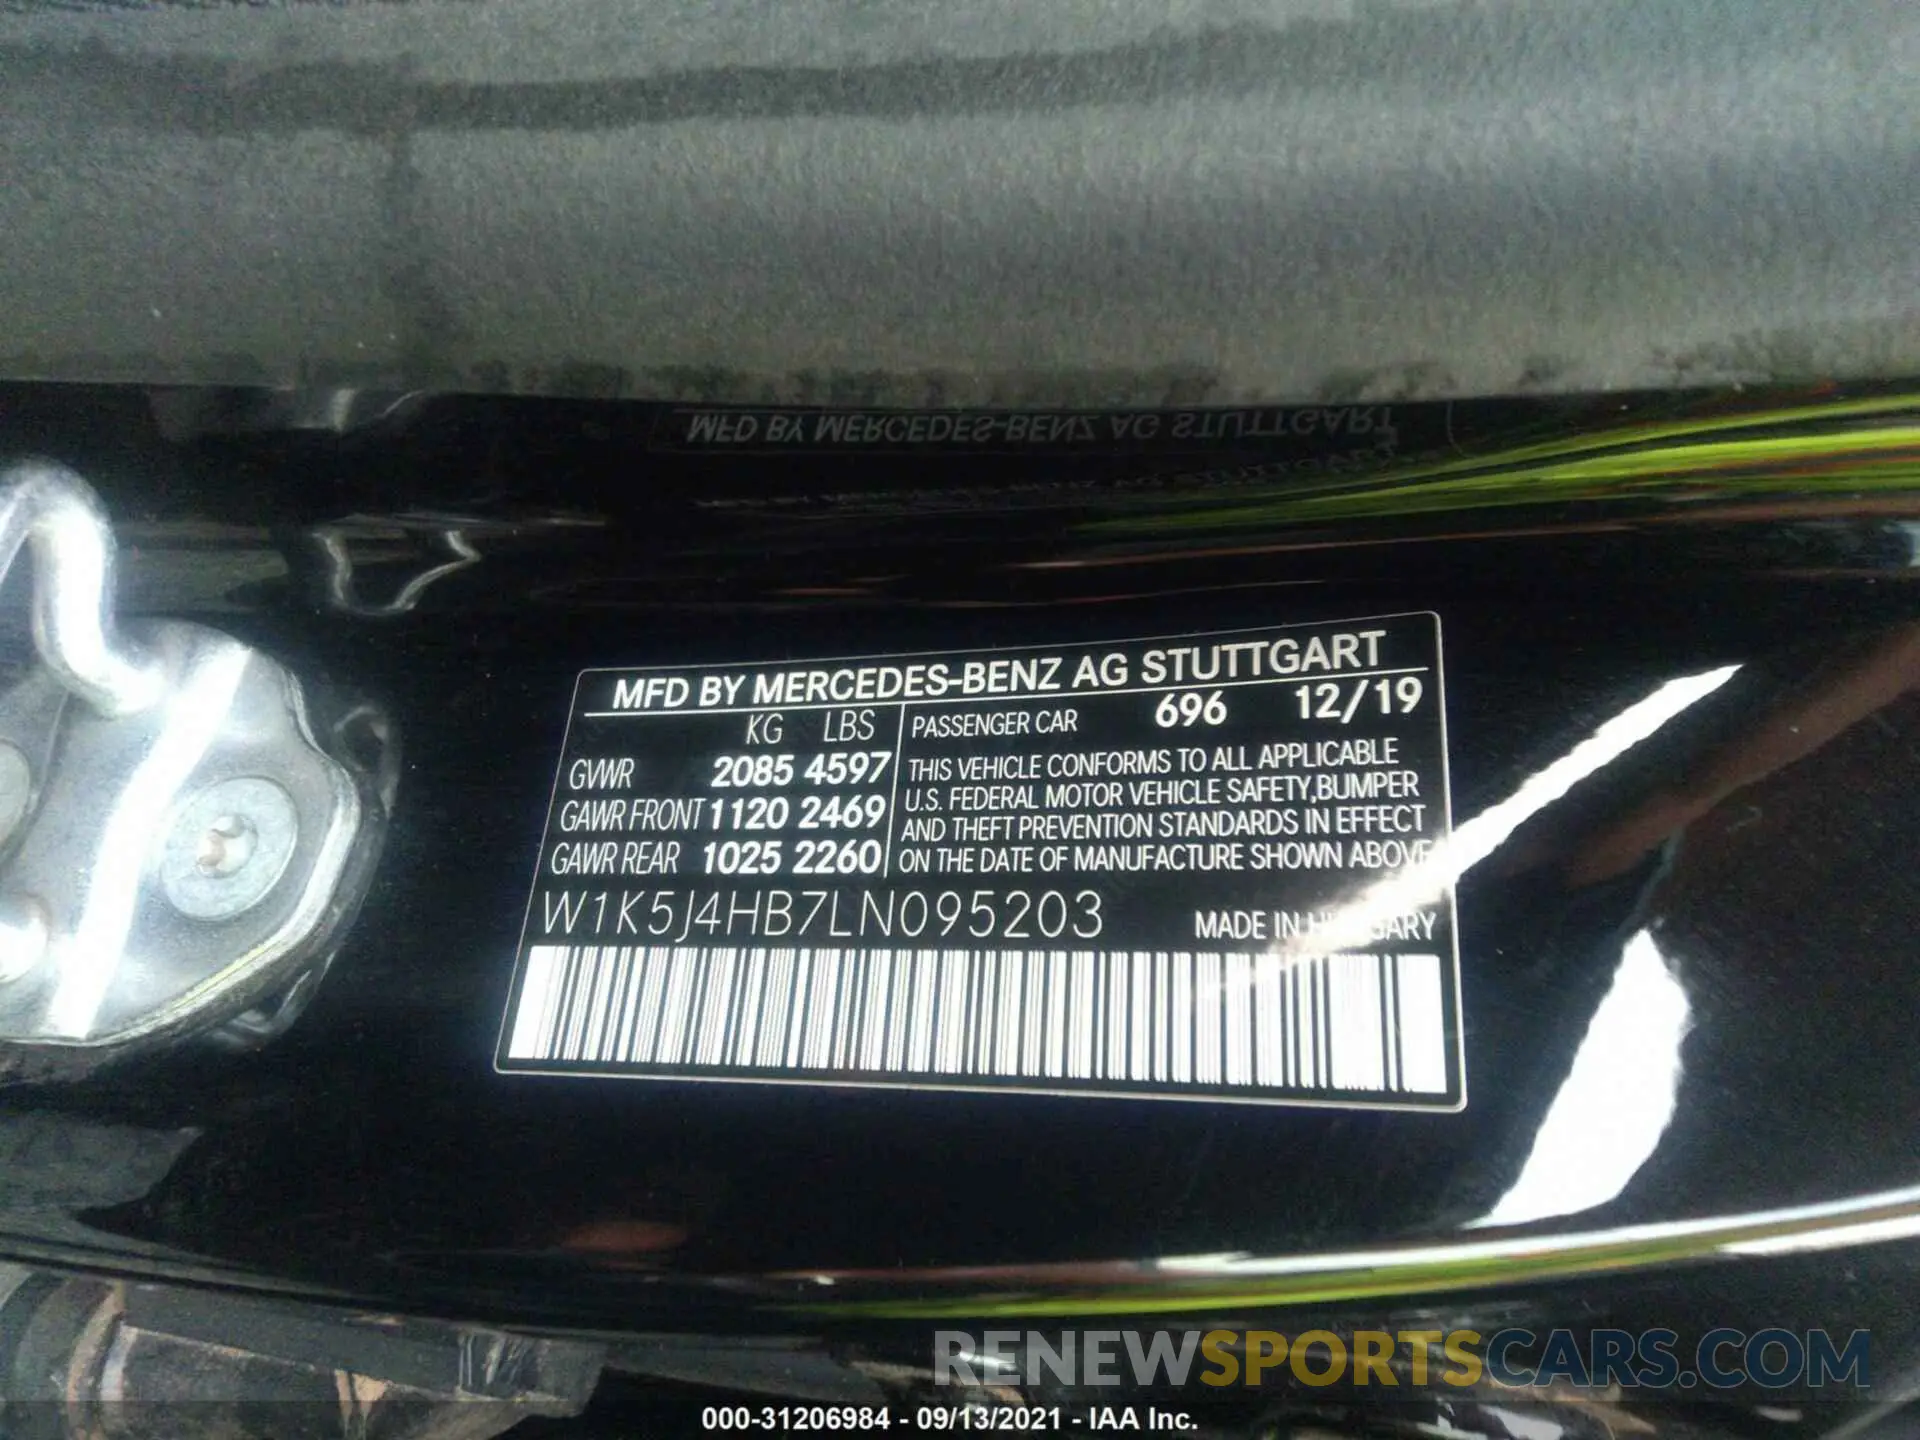 MFD BY MERCEDES-BENZ AG STUTTGART
MFD BY MERCEDES-BENZ AG STUTTGART
KG LBS
GVWR 2085 4597
GAWR FRONT 1120 2469
GAWR REAR 1025 2260
PASSENGER CAR 696 12/19
THIS VEHICLE CONFORMS TO ALL APPLICABLE
U.S. FEDERAL MOTOR VEHICLE SAFETY,BUMPER
AND THEFT PREVENTION STANDARDS IN EFFECT
ON THE DATE OF MANUFACTURE SHOWN ABOVE
W1K5J4HB7LN095203
MADE IN HUNGARY
RENEWSPORTSCARS.COM
000-31206984 - 09/13/2021 - IAA Inc.